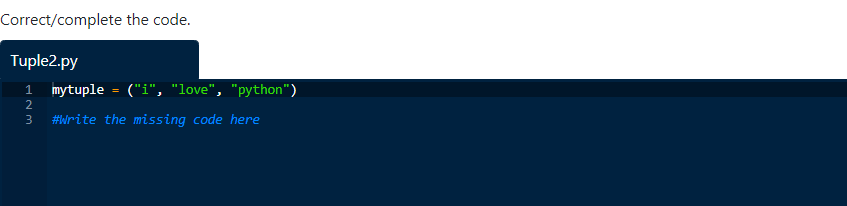 Correct/complete the code.
Tuple2.py
1 mytuple = ("i", "love", "python")
2
3 #Write the missing code here